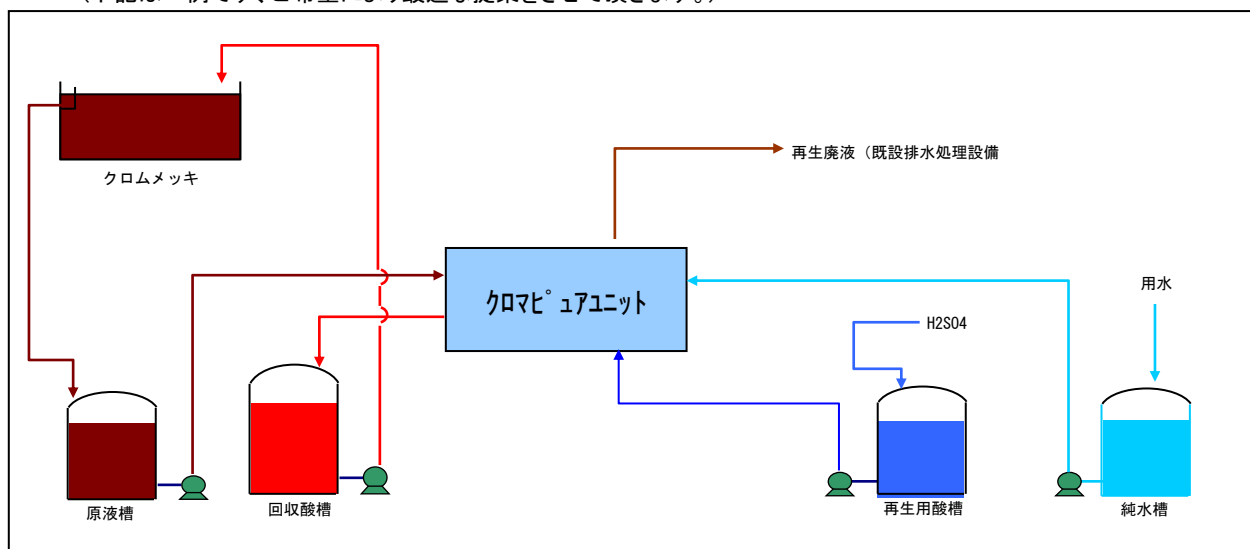 クロムメッキ
再生廃液（既設排水処理設備
クロマピュアユニット
用水
H2SO4
原液槽
回収酸槽
再生用酸槽
純水槽